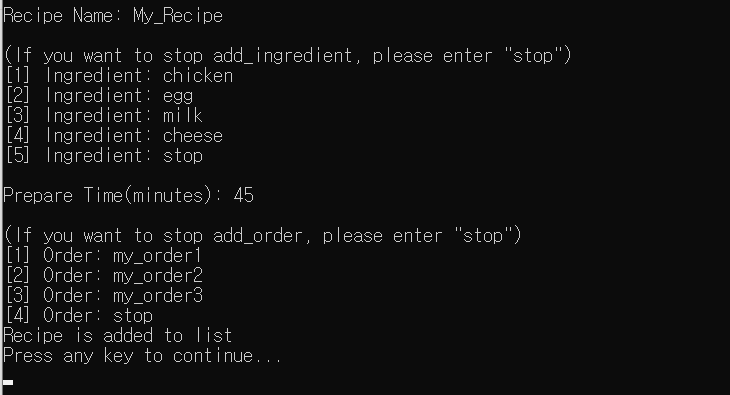 Recipe Name: My_Recipe
(If you want to stop add_ingredient, please enter "stop")
[1] Ingredient: chicken
[2] Ingredient: egg
[3] Ingredient: milk
[4] Ingredient: cheese
[5] Ingredient: stop
Prepare Time(minutes): 45
(If you want to stop add_order, please enter "stop")
[1] Order: my_order1
[2] Order: my_order2
[3] Order: my_order3
[4] Order: stop
Recipe is added to list
Press any key to continue...